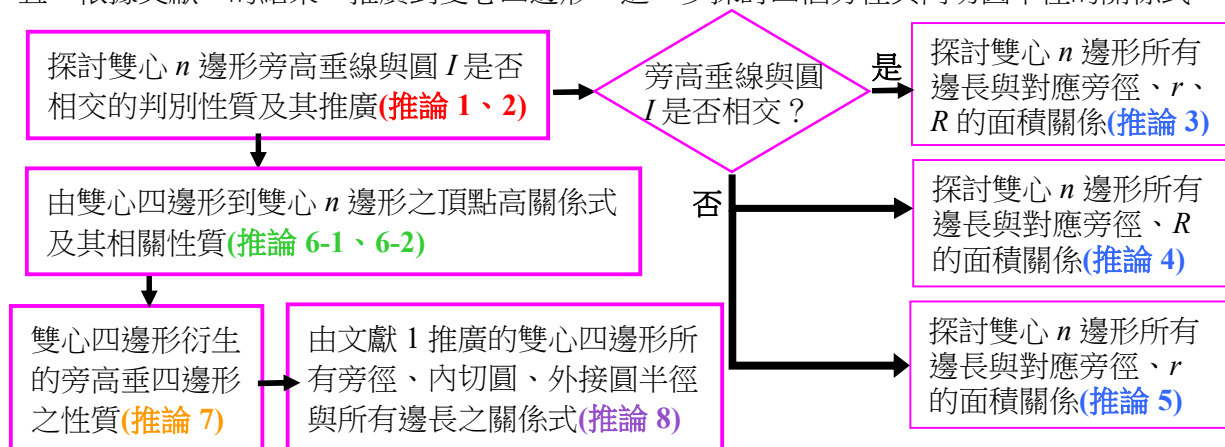 探討雙心 n 邊形旁高垂線與圓 I 是否
相交的判別性質及其推廣(推論 1、2)
旁高垂線與圓
I 是否相交？
是
探討雙心 n 邊形所有
邊長與對應旁徑、r、
R 的面積關係(推論 3)
由雙心四邊形到雙心 n 邊形之頂點高關係式
及其相關性質(推論 6-1、6-2)
否
探討雙心 n 邊形所有
邊長與對應旁徑、R
的面積關係(推論 4)
雙心四邊形衍生
的旁高垂四邊形
之性質(推論 7)
由文獻 1 推廣的雙心四邊形所
有旁徑、內切圓、外接圓半徑
與所有邊長之關係式(推論 8)
探討雙心 n 邊形所有
邊長與對應旁徑、r
的面積關係(推論 5)